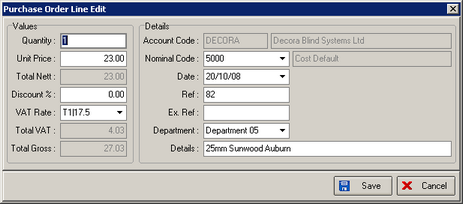 Purchase Order Line Edit
Values
Quantity : 1
Unit Price : 23.00
Total Nett : 23.00
Discount % : 0.00
VAT Rate : T1|17.5
Total VAT : 4.03
Total Gross : 27.03
Details
Account Code : DECORA Decora Blind Systems Ltd
Nominal Code : 5000 Cost Default
Date : 20/10/08
Ref : 82
Ex. Ref :
Department : Department 05
Details : 25mm Sunwood Auburn
Save Cancel